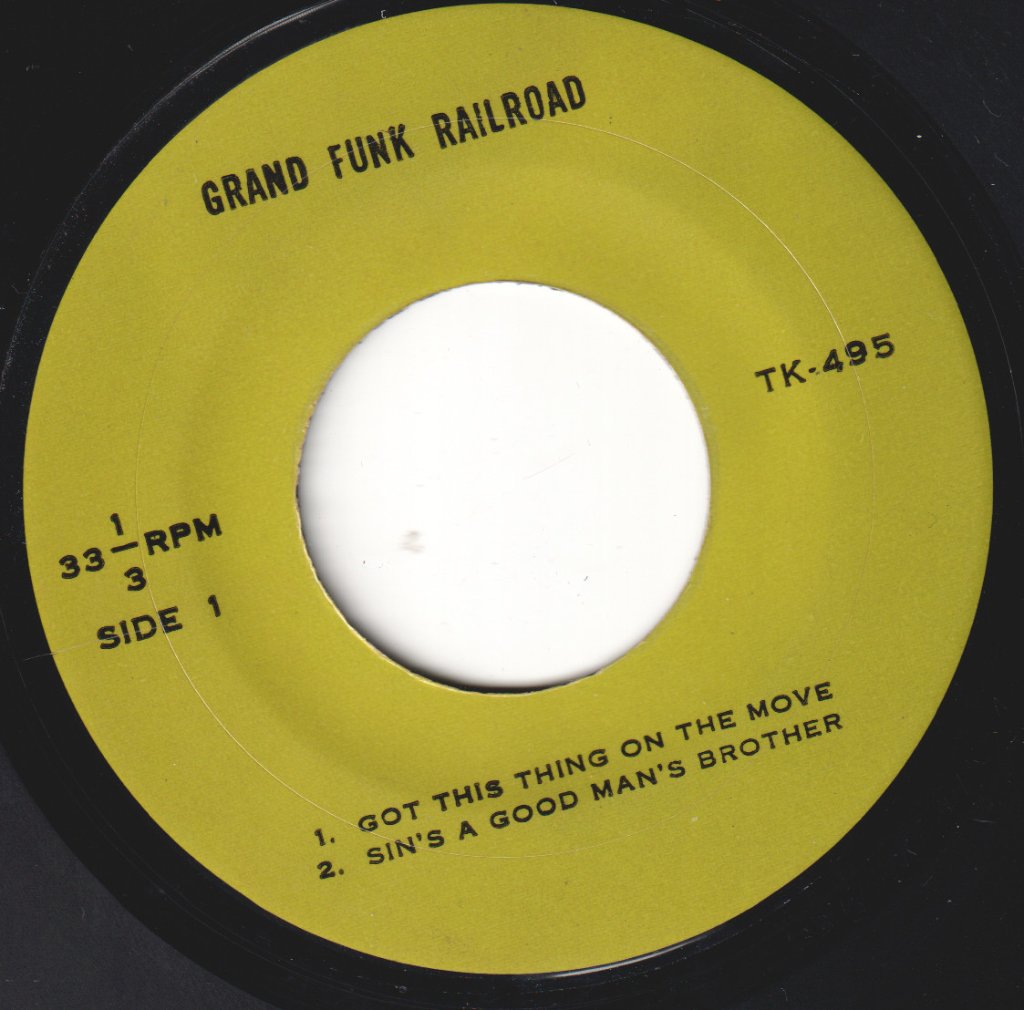 GRAND FUNK RAILROAD
TK-495
33 1/3 RPM
SIDE 1
1. GOT THIS THING ON THE MOVE
2. SIN'S A GOOD MAN'S BROTHER